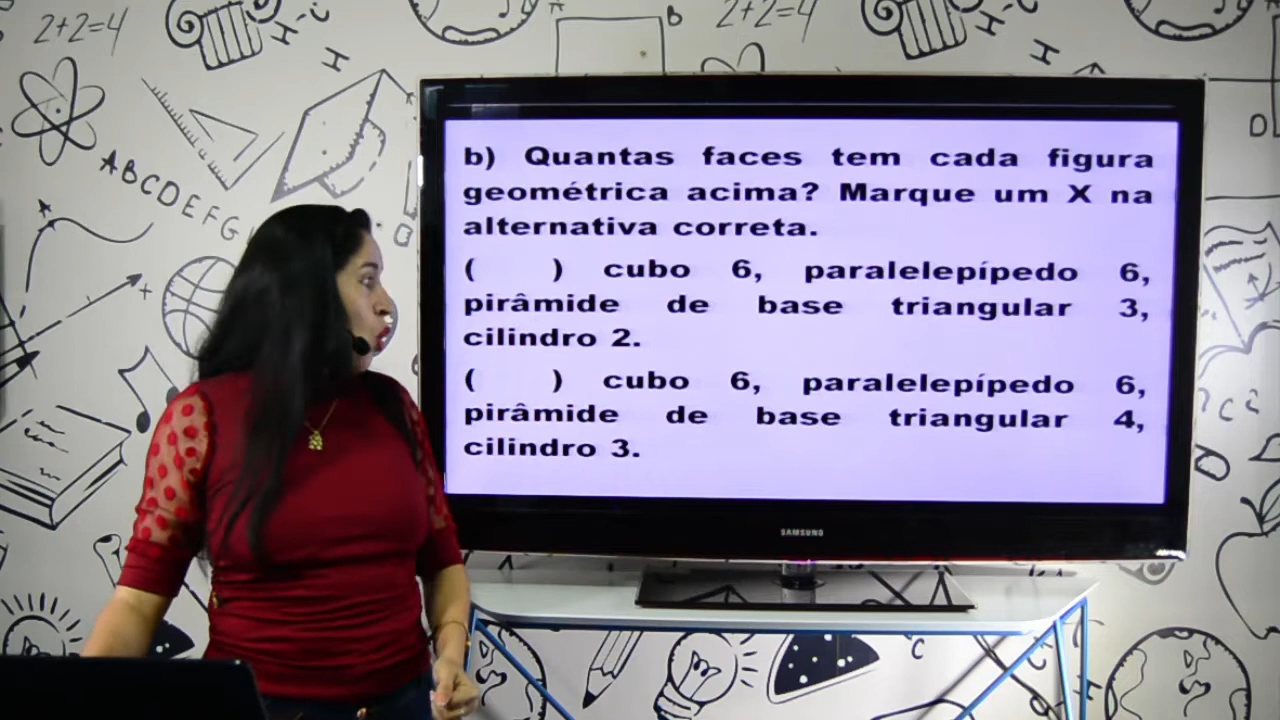 2+2=4
2+2=4
B
ABCDEFG
b) Quantas faces tem cada figura
geométrica acima? Marque um X na
alternativa correta.
( ) cubo 6, paralelepípedo 6,
pirâmide de base triangular 3,
cilindro 2.
( ) cubo 6, paralelepípedo 6,
pirâmide de base triangular 4,
cilindro 3.
SAMSUNG
D
C